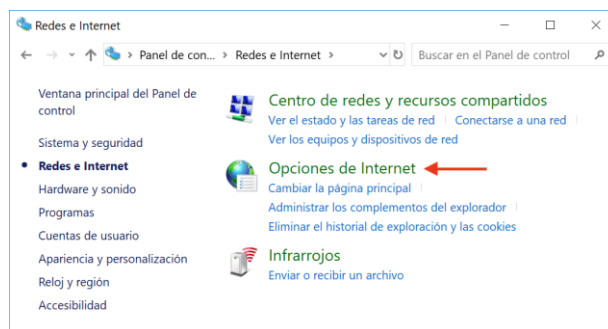 Redes e Internet
Panel de con... > Redes e Internet >
Buscar en el Panel de control
Ventana principal del Panel de
control
Sistema y seguridad
Redes e Internet
Hardware y sonido
Programas
Cuentas de usuario
Apariencia y personalización
Reloj y región
Accesibilidad
Centro de redes y recursos compartidos
Ver el estado y las tareas de red | Conectarse a una red |
Ver los equipos y dispositivos de red
Opciones de Internet
Cambiar la página principal |
Administrar los complementos del explorador |
Eliminar el historial de exploración y las cookies
Infrarrojos
Enviar o recibir un archivo